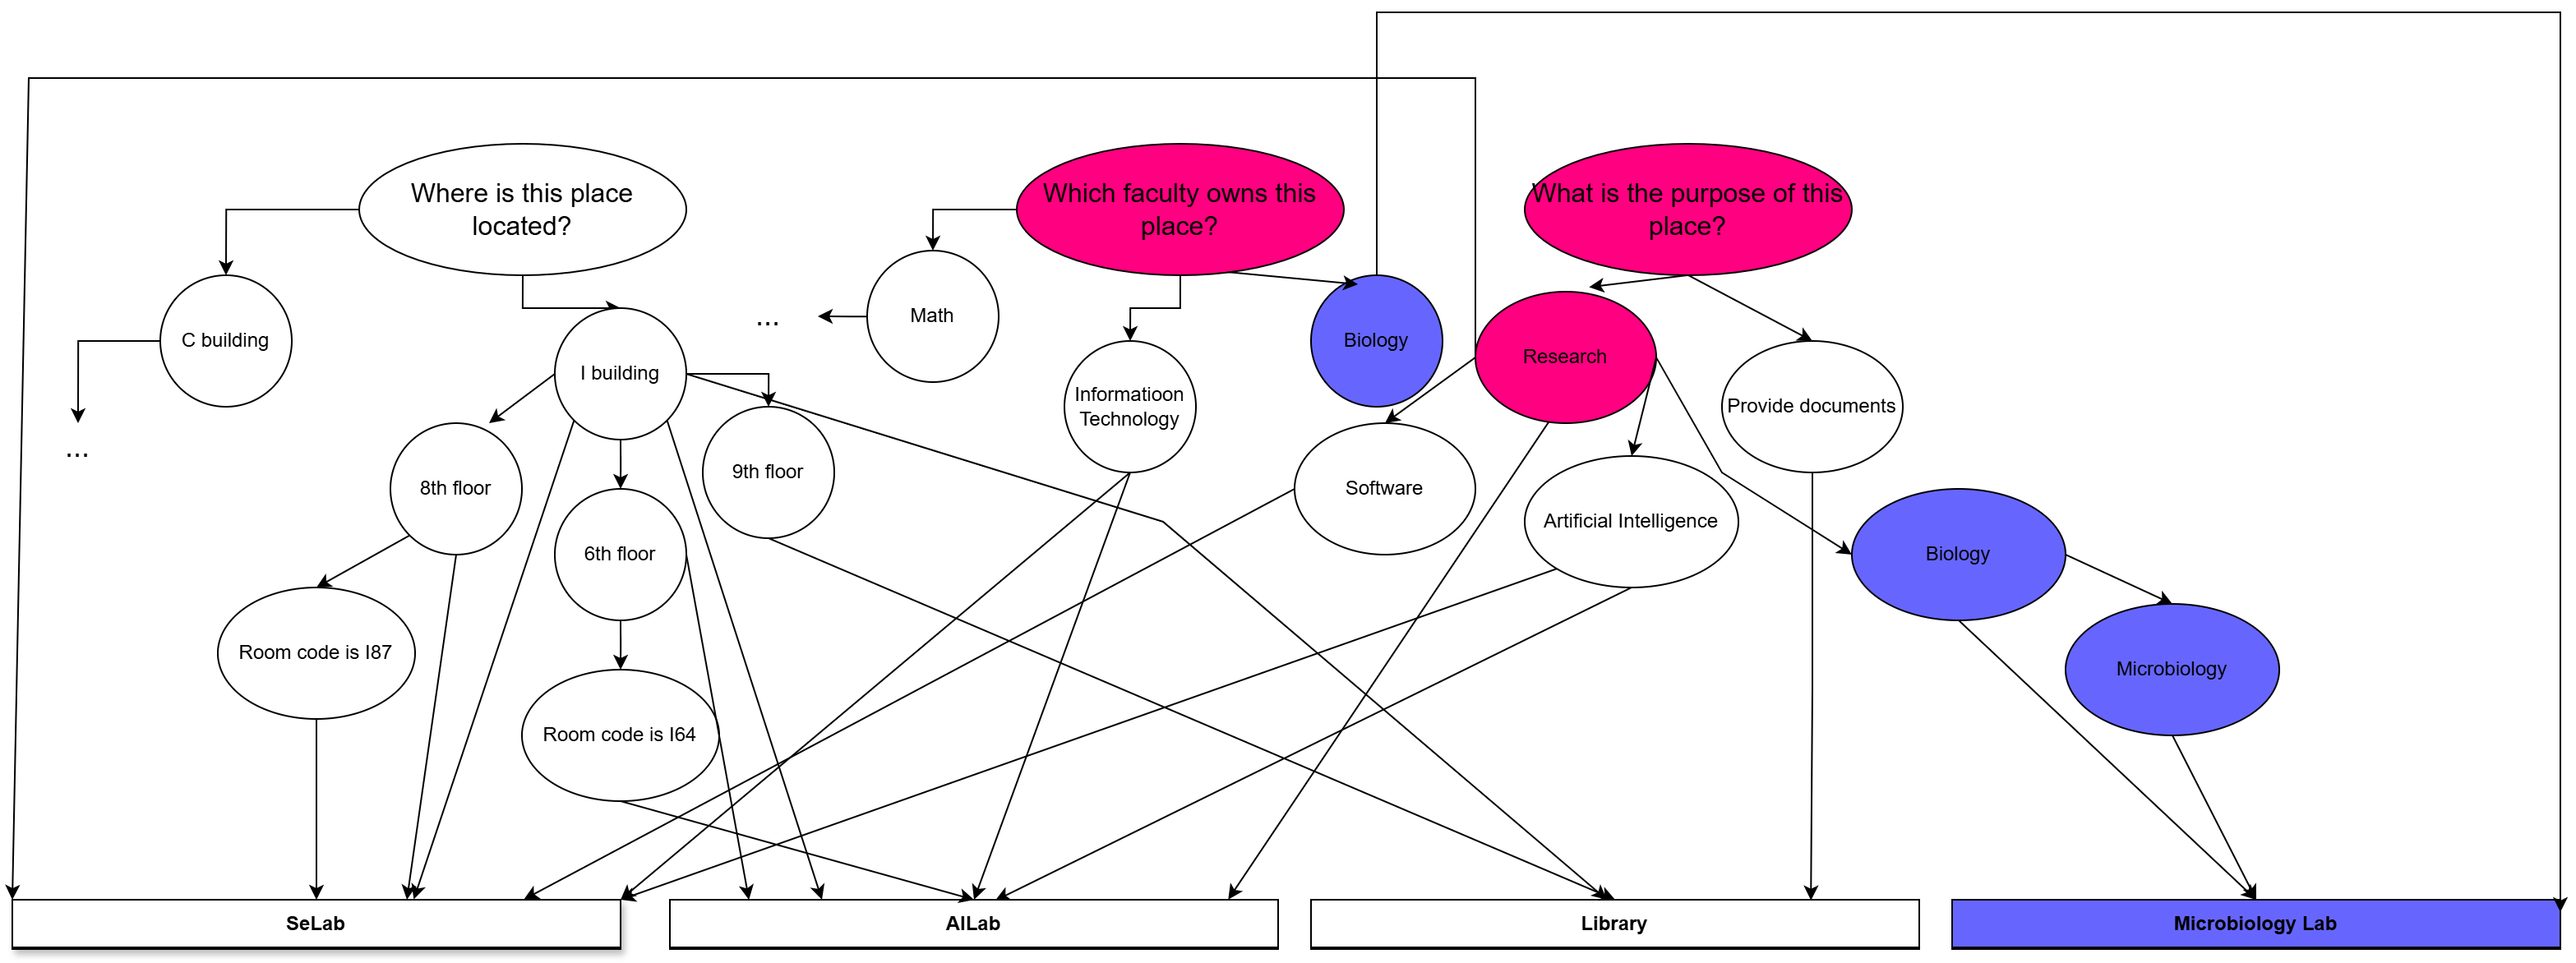 Where is this place
located?
Which faculty owns this
place?
What is the purpose of this
place?
C building
...
I building
...
Math
Informatioon
Technology
Biology
Research
Provide documents
8th floor
6th floor
9th floor
Software
Artificial Intelligence
Biology
Microbiology
Room code is I87
Room code is I64
SeLab
AILab
Library
Microbiology Lab